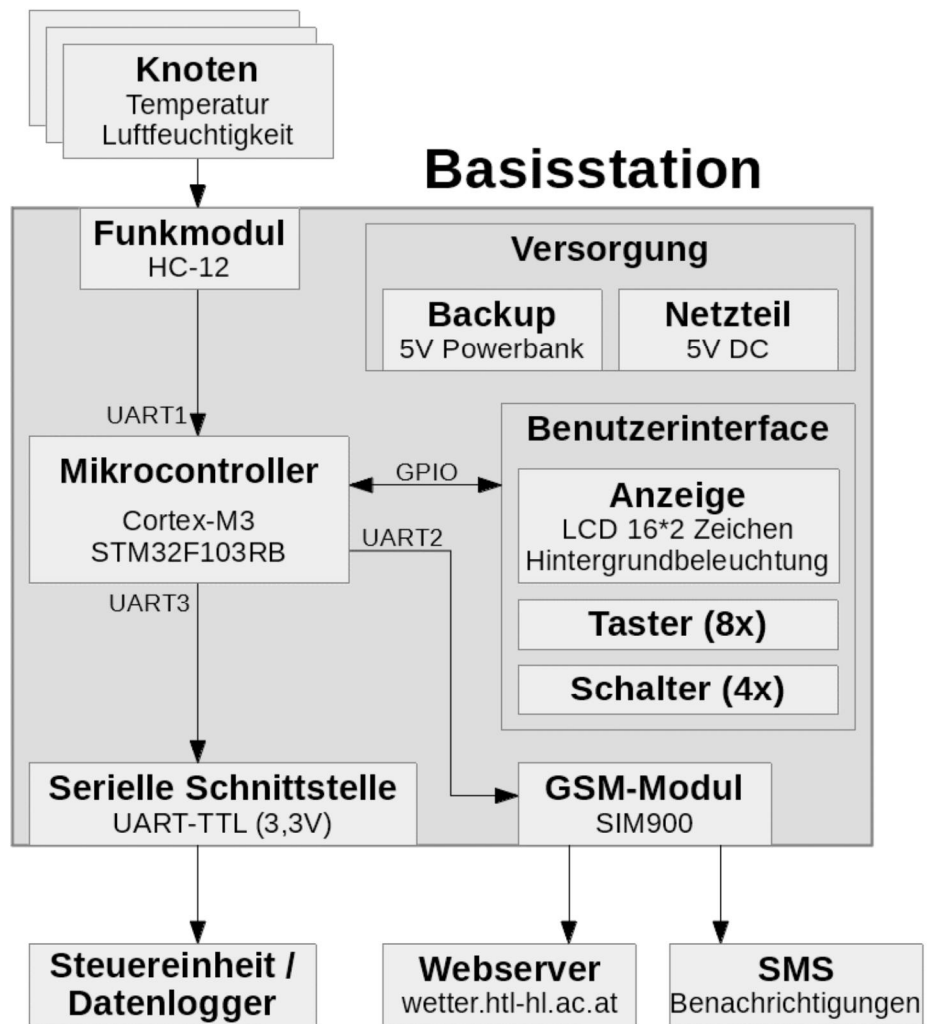 Knoten
Temperatur
Luftfeuchtigkeit
Basisstation
Funkmodul
HC-12
Versorgung
Backup
5V Powerbank
Netzteil
5V DC
UART1
Mikrocontroller
Cortex-M3
STM32F103RB
GPIO
UART2
UART3
Benutzerinterface
Anzeige
LCD 16*2 Zeichen
Hintergrundbeleuchtung
Taster (8x)
Schalter (4x)
Serielle Schnittstelle
UART-TTL (3,3V)
GSM-Modul
SIM900
Steuereinheit /
Datenlogger
Webserver
wetter.htl-hl.ac.at
SMS
Benachrichtigungen